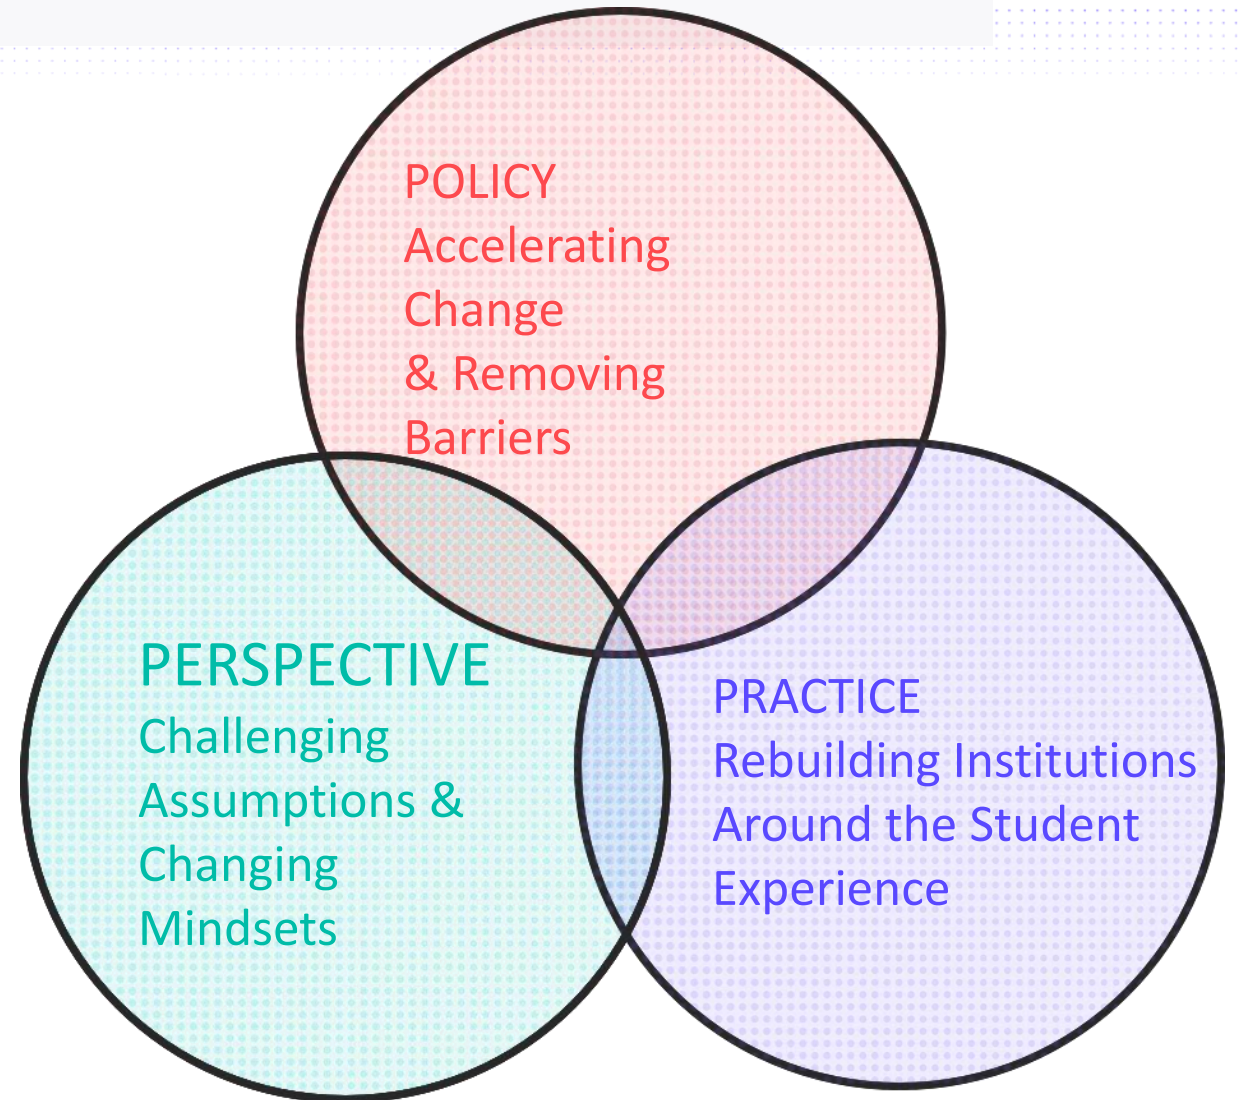 POLICY
Accelerating
Change
& Removing
Barriers
PERSPECTIVE
Challenging
Assumptions &
Changing
Mindsets
PRACTICE
Rebuilding Institutions
Around the Student
Experience